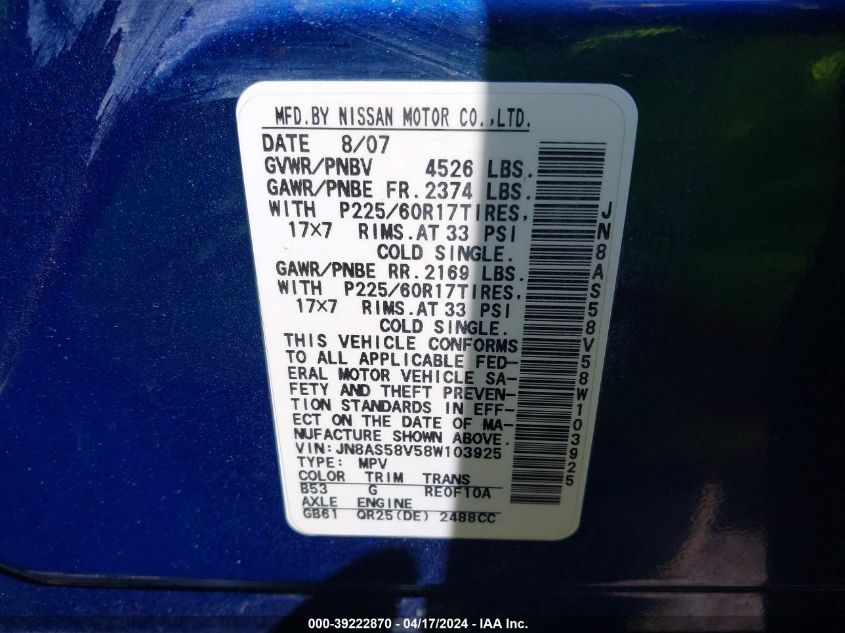 MFD.BY NISSAN MOTOR CO.,LTD.
DATE 8/07
GVWR/PNBV 4526 LBS.
GAWR/PNBE FR. 2374 LBS.
WITH P225/60R17TIRES,
17×7 RIMS.AT 33 PSI
COLD SINGLE.
GAWR/PNBE RR. 2169 LBS.
WITH P225/60R17TIRES,
17×7 RIMS.AT 33 PSI
COLD SINGLE.
THIS VEHICLE CONFORMS
TO ALL APPLICABLE FED-
ERAL MOTOR VEHICLE SA-
FETY AND THEFT PREVEN-
TION STANDARDS IN EFF-
ECT ON THE DATE OF MA-
NUFACTURE SHOWN ABOVE.
VIN:JN8AS58V58W103925
TYPE: MPV
COLOR TRIM TRANS
B53 G RE0F10A
AXLE ENGINE
GB61 QR25(DE) 2488CC
JN8AS58V58W103925
000-39222870 - 04/17/2024 - IAA Inc.